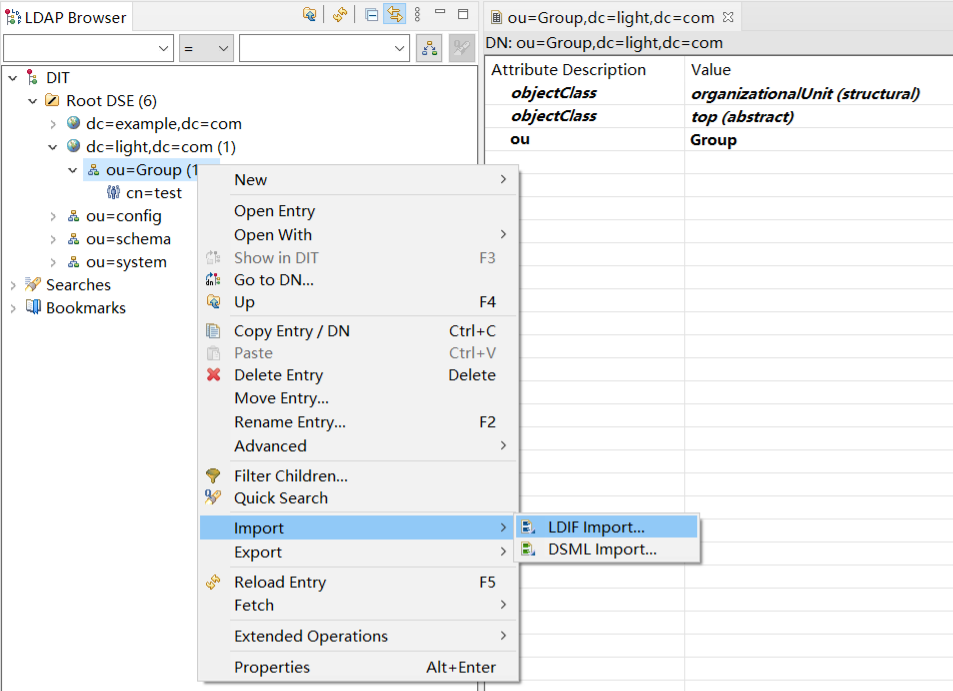 LDAP Browser
=
DIT
Root DSE (6)
dc=example,dc=com
dc=light,dc=com (1)
ou=Group (1
cn=test
ou=config
ou=schema
ou=system
Searches
Bookmarks
New
Open Entry
Open With
Show in DIT F3
Go to DN...
Up F4
Copy Entry / DN Ctrl+C
Paste Ctrl+V
Delete Entry Delete
Move Entry...
Rename Entry... F2
Advanced
Filter Children...
Quick Search
Import
Export
Reload Entry F5
Fetch
Extended Operations
Properties Alt+Enter
LDIF Import...
DSML Import...
ou=Group,dc=light,dc=com
DN: ou=Group,dc=light,dc=com
Attribute Description Value
objectClass organizationalUnit (structural)
objectClass top (abstract)
ou Group